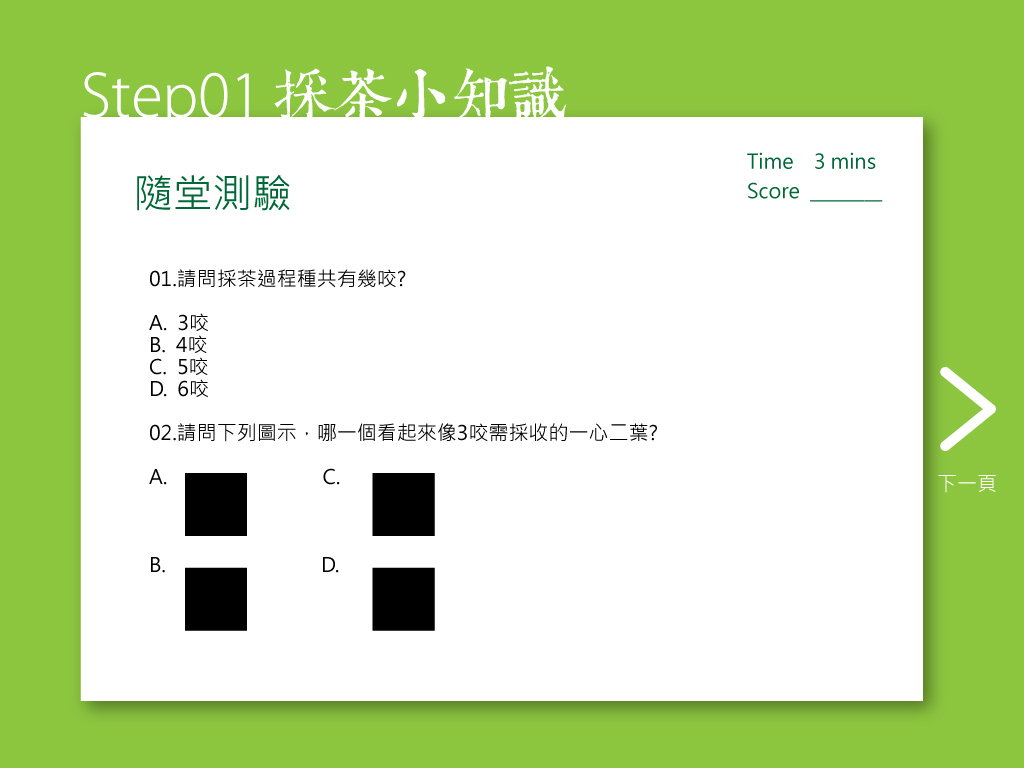 Step01 採茶小知識
Time 3 mins
Score ______
隨堂測驗
01.請問採茶過程種共有幾咬?
A. 3咬
B. 4咬
C. 5咬
D. 6咬
02.請問下列圖示，哪一個看起來像3咬需採收的一心二葉?
A.
C.
B.
D.
下一頁